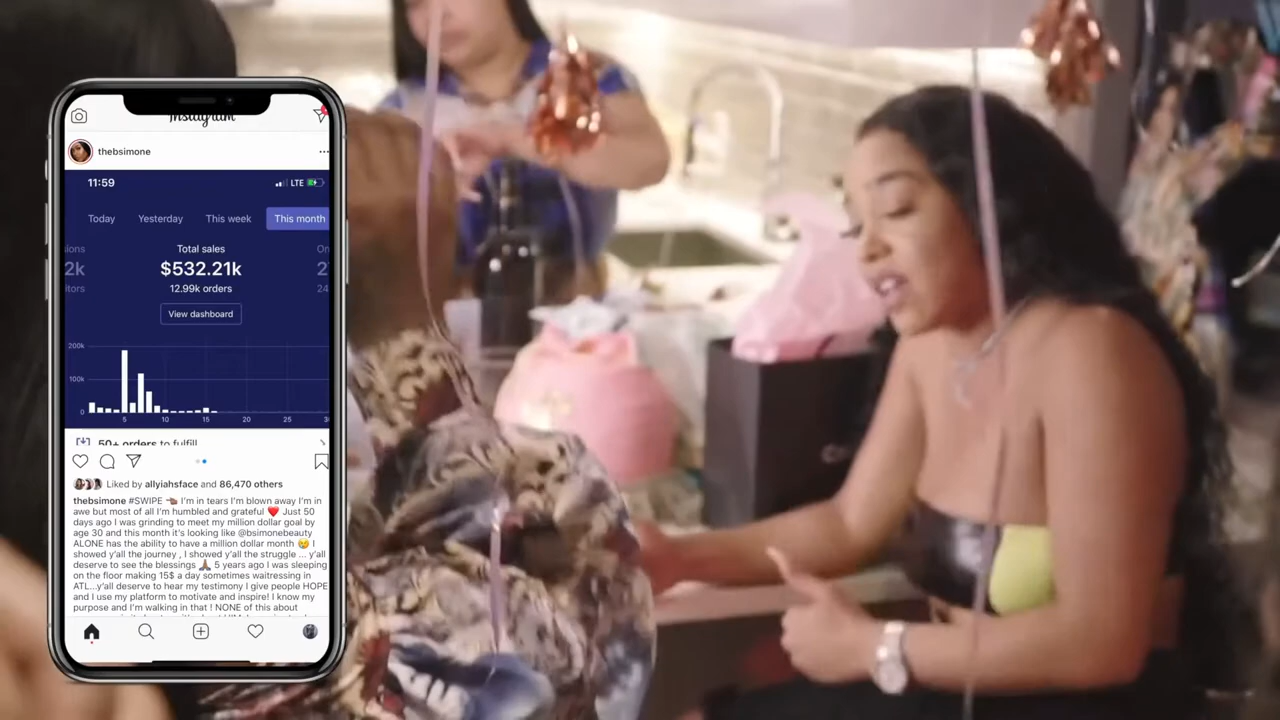 Instagram
thebsimone
11:59
LTE
Today Yesterday This week This month
Total sales
2k $532.21k
12.99k orders
View dashboard
200k
100k
0
5 10 15 20 25
50+ orders to fulfill
Liked by allyiahsface and 86,470 others
thebsimone #SWIPE I'm in tears I'm blown away I'm in
awe but most of all I'm humbled and grateful ❤️ Just 50
days ago I was grinding to meet my million dollar goal by
age 30 and this month it's looking like @bsimonebeauty
ALONE has the ability to have a million dollar month 😢 I
showed y'all the journey , I showed y'all the struggle ... y'all
deserve to see the blessings 🙏🏾 5 years ago I was sleeping
on the floor making 15$ a day sometimes waitressing in
ATL...y'all deserve to hear my testimony I give people HOPE
and I use my platform to motivate and inspire! I know my
purpose and I'm walking in that ! NONE of this about